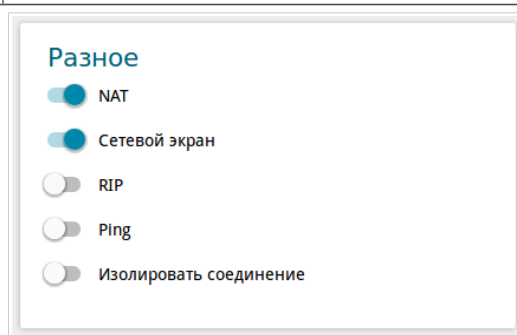 Разное
NAT
Сетевой экран
RIP
Ping
Изолировать соединение